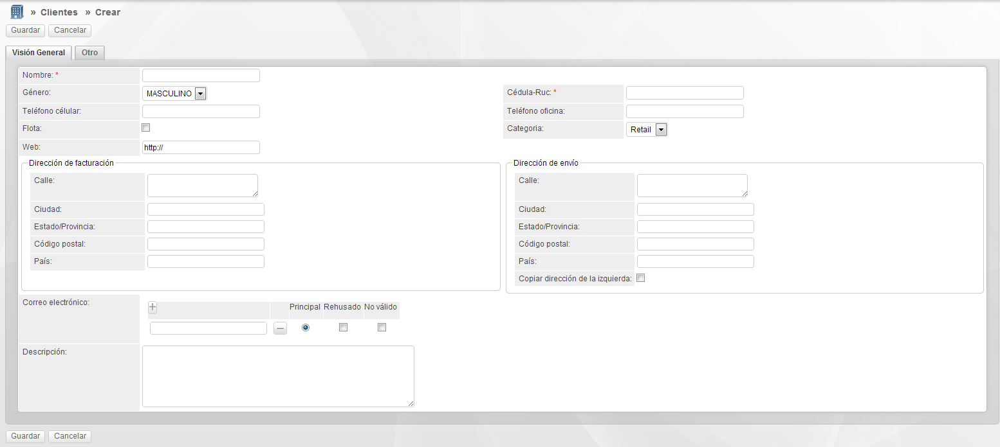 » Clientes » Crear
Guardar Cancelar
Visión General Otro
Nombre: *
Género: MASCULINO Cédula-Ruc: *
Teléfono célular: Teléfono oficina:
Flota: Categoria: Retail
Web: http://
Dirección de facturación Dirección de envío
Calle: Calle:
Ciudad: Ciudad:
Estado/Provincia: Estado/Provincia:
Código postal: Código postal:
País: País:
Copiar dirección de la izquierda:
Correo electrónico: Principal Rehusado No válido
Descripción:
Guardar Cancelar